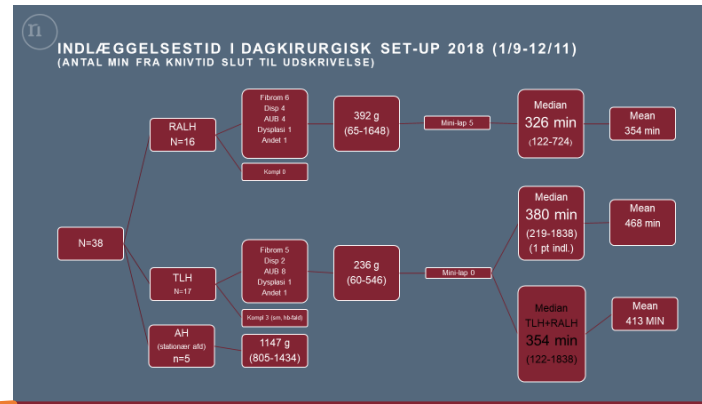 n
INDLÆGGELSESTID I DAGKIRURGISK SET-UP 2018 (1/9-12/11)
(ANTAL MIN FRA KNIVTID SLUT TIL UDSKRIVELSE)
N=38
RALH
N=16
Fibrom 6
Disp 4
AUB 4
Dysplasi 1
Andet 1
Kompl 0
392 g
(65-1648)
Mini-lap 5
Median
326 min
(122-724)
Mean
354 min
TLH
N=17
Fibrom 5
Disp 2
AUB 8
Dysplasi 1
Andet 1
Kompl 3 (urn, hb-fald)
236 g
(60-546)
Mini-lap 0
Median
380 min
(219-1838)
(1 pt indl.)
Mean
468 min
Median
TLH+RALH
354 min
(122-1838)
Mean
413 MIN
AH
(stationær afd)
n=5
1147 g
(805-1434)